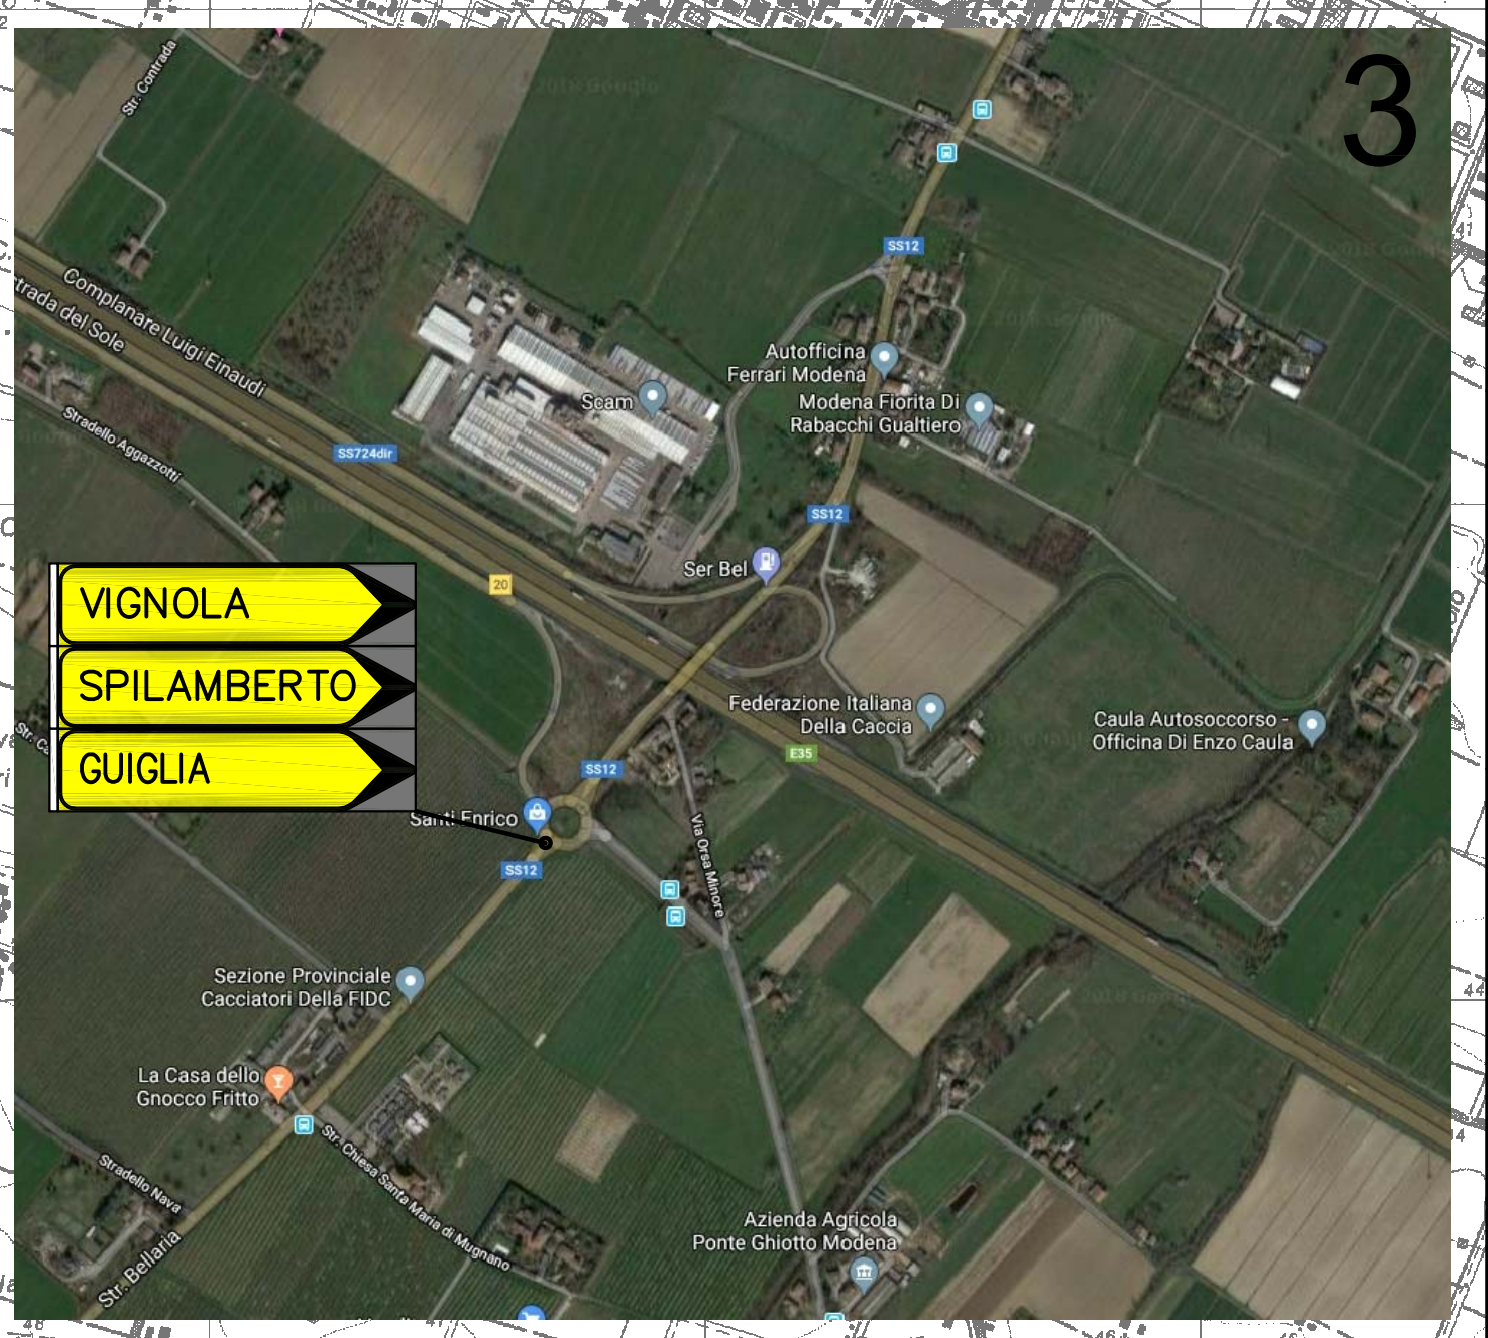 3
Str. Contrada
© 2018 Google
SS12
Complanare Luigi Einaudi
trada del Sole
Autofficina
Ferrari Modena
Scam
Modena Fiorita Di
Rabacchi Gualtiero
Stradello Aggazzotti
SS724dir
SS12
Ser Bel
20
VIGNOLA
SPILAMBERTO
GUIGLIA
Federazione Italiana
Della Caccia
Caula Autosoccorso -
Officina Di Enzo Caula
E35
SS12
Santi Enrico
Via Orsa Minore
SS12
Sezione Provinciale
Cacciatori Della FIDC
La Casa dello
Gnocco Fritto
Str. Chiesa Santa Maria di Mugnano
Stradello Nava
Str. Bellaria
Azienda Agricola
Ponte Ghiotto Modena